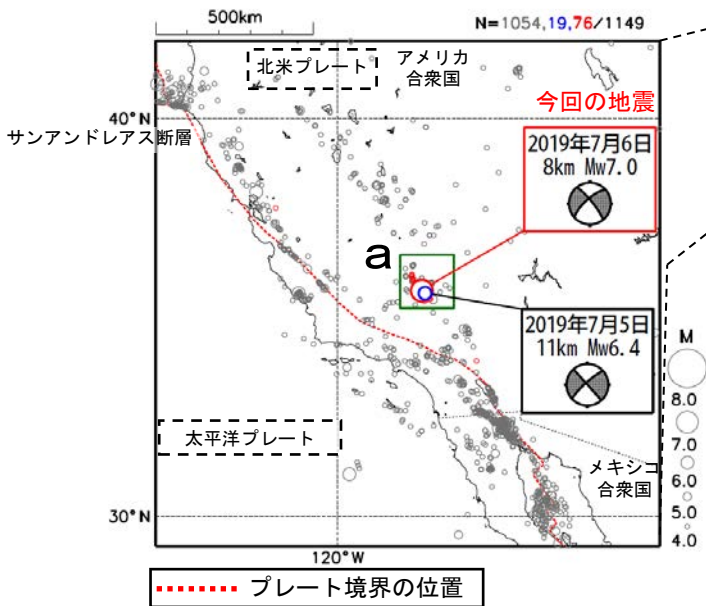 500km
N=1054,19,76/1149
北米プレート
アメリカ
合衆国
40°N
今回の地震
サンアンドレアス断層
2019年7月6日
8km Mw7.0
a
2019年7月5日
11km Mw6.4
M
8.0
7.0
6.0
5.0
4.0
太平洋プレート
メキシコ
合衆国
30°N
120°W
プレート境界の位置